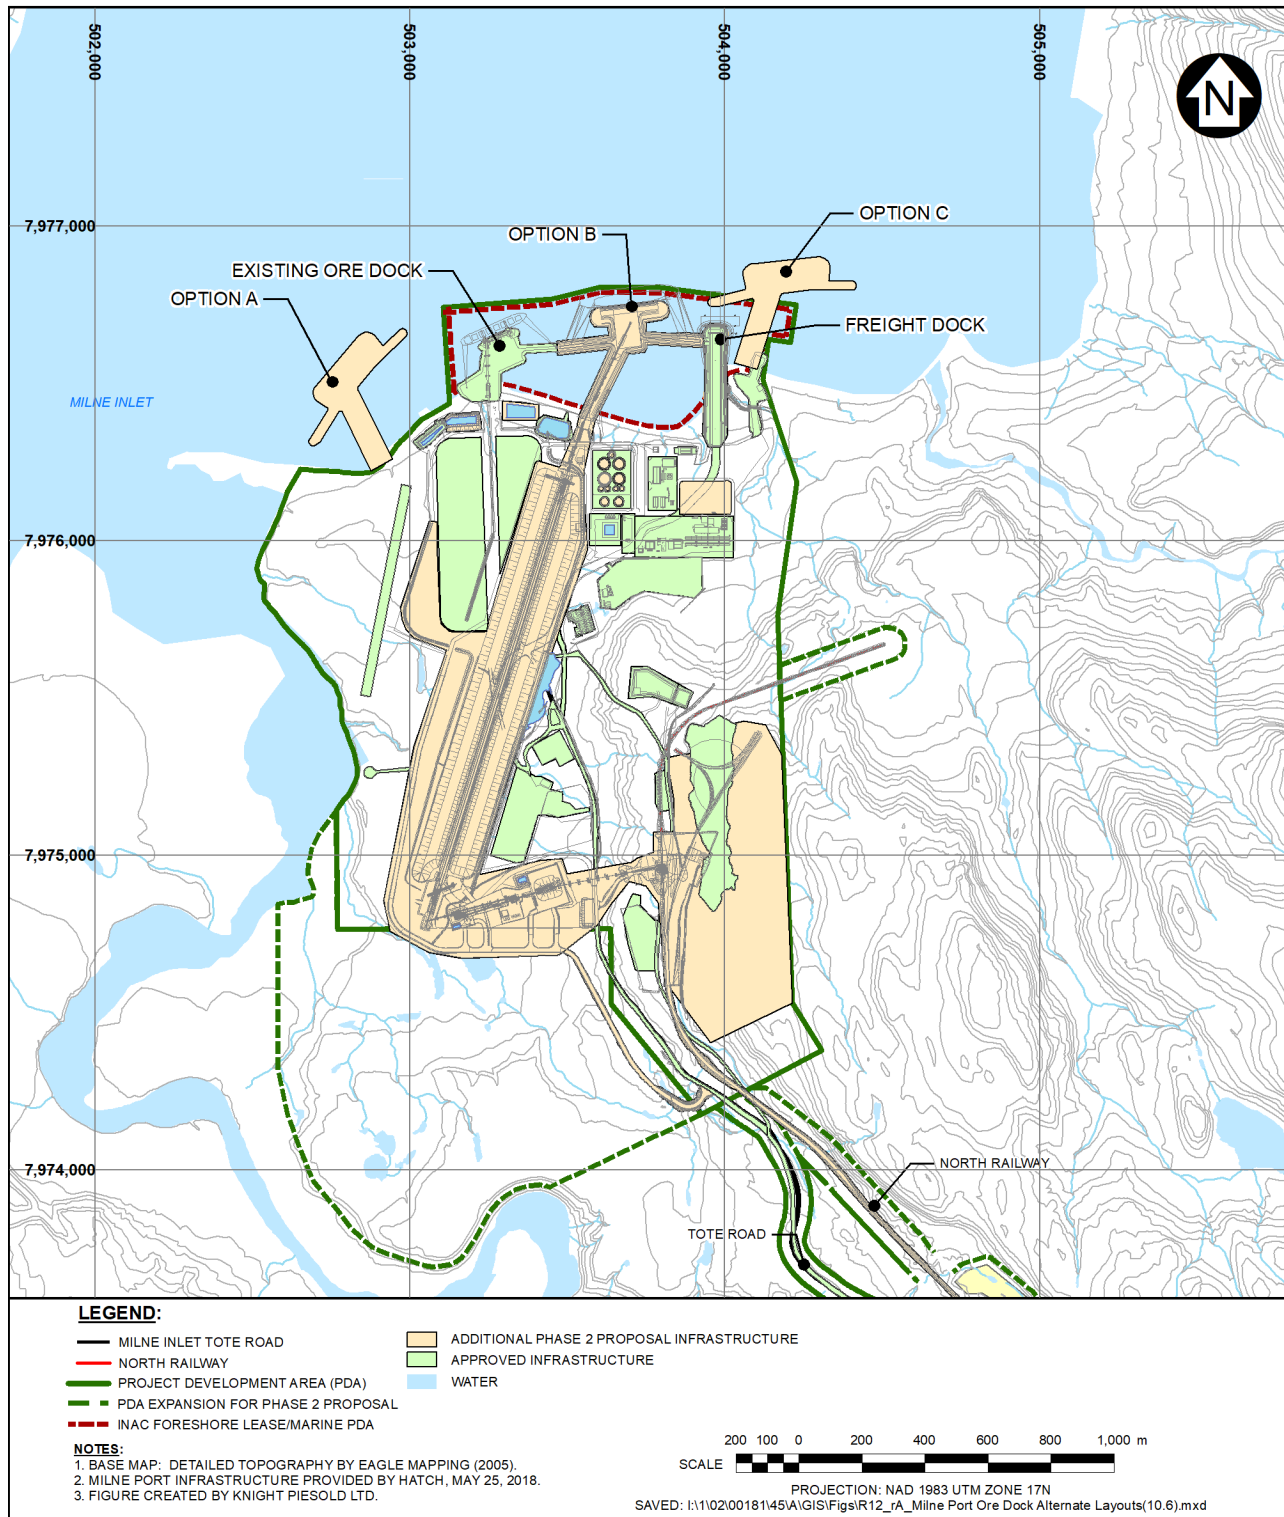 502,000
503,000
504,000
505,000
N
7,977,000
OPTION C
OPTION B
EXISTING ORE DOCK
OPTION A
FREIGHT DOCK
MILNE INLET
7,976,000
7,975,000
7,974,000
NORTH RAILWAY
TOTE ROAD
LEGEND:
MILNE INLET TOTE ROAD
NORTH RAILWAY
PROJECT DEVELOPMENT AREA (PDA)
PDA EXPANSION FOR PHASE 2 PROPOSAL
INAC FORESHORE LEASE/MARINE PDA
ADDITIONAL PHASE 2 PROPOSAL INFRASTRUCTURE
APPROVED INFRASTRUCTURE
WATER
NOTES:
1. BASE MAP: DETAILED TOPOGRAPHY BY EAGLE MAPPING (2005).
2. MILNE PORT INFRASTRUCTURE PROVIDED BY HATCH, MAY 25, 2018.
3. FIGURE CREATED BY KNIGHT PIESOLD LTD.
200 100 0 200 400 600 800 1,000 m
SCALE
PROJECTION: NAD 1983 UTM ZONE 17N
SAVED: I:\1\02\00181\45\A\GIS\Figs\R12_rA_Milne Port Ore Dock Alternate Layouts(10.6).mxd